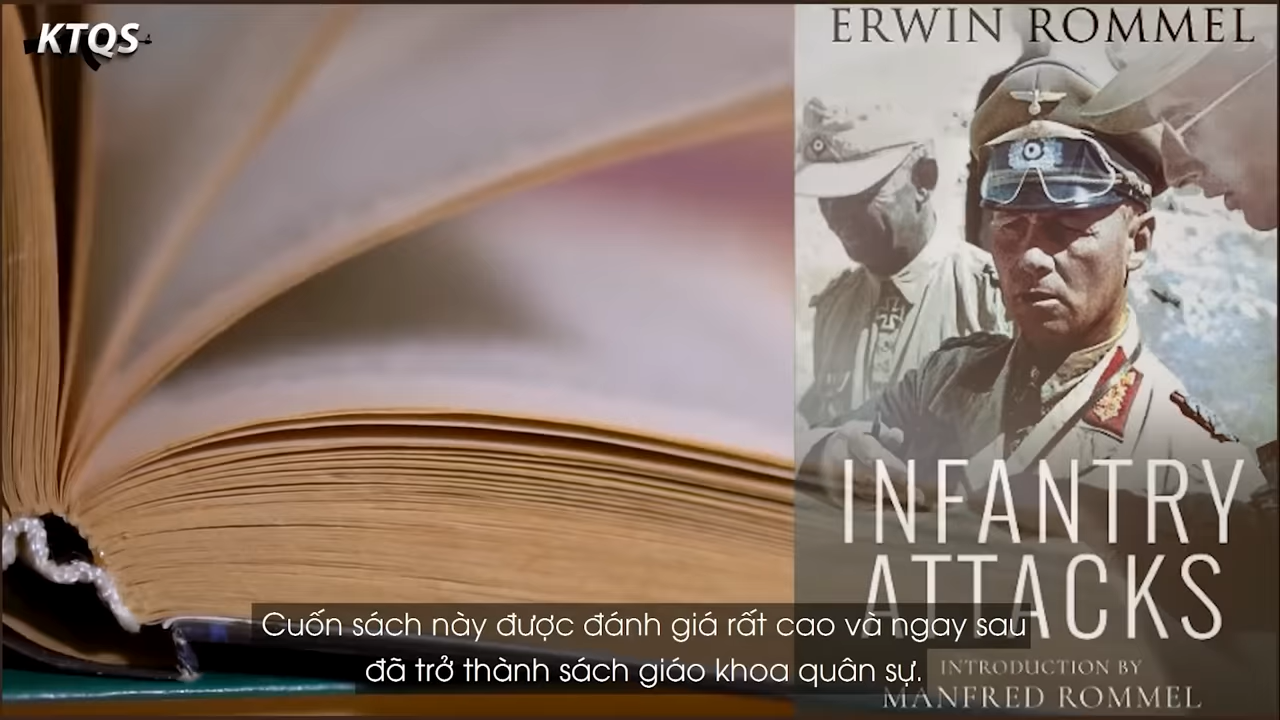 KTQS
ERWIN ROMMEL
INFANTRY
ATTACKS
INTRODUCTION BY
MANFRED ROMMEL
Cuốn sách này được đánh giá rất cao và ngay sau
đã trở thành sách giáo khoa quân sự.